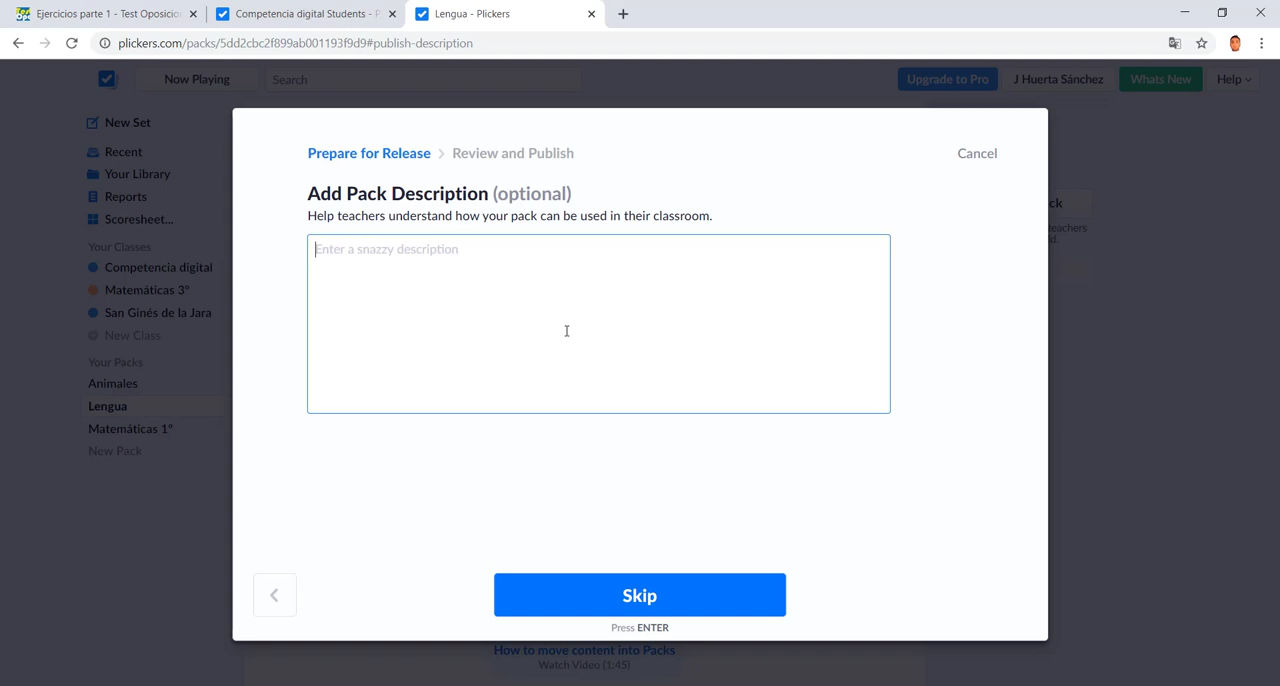 Ejercicios parte 1 - Test Oposicio
Competencia digital Students - P
Lengua - Plickers
plickers.com/packs/5dd2cbc2f899ab001193f9d9#publish-description
Now Playing
Search
Upgrade to Pro
J Huerta Sánchez
Whats New
Help
New Set
Recent
Your Library
Reports
Scoresheet...
Your Classes
Competencia digital
Matemáticas 3º
San Ginés de la Jara
New Class
Your Packs
Animales
Lengua
Matemáticas 1º
New Pack
Prepare for Release > Review and Publish
Cancel
Add Pack Description (optional)
Help teachers understand how your pack can be used in their classroom.
Enter a snazzy description
Skip
Press ENTER
ck
teachers
d.
How to move content into Packs
Watch Video (1:45)